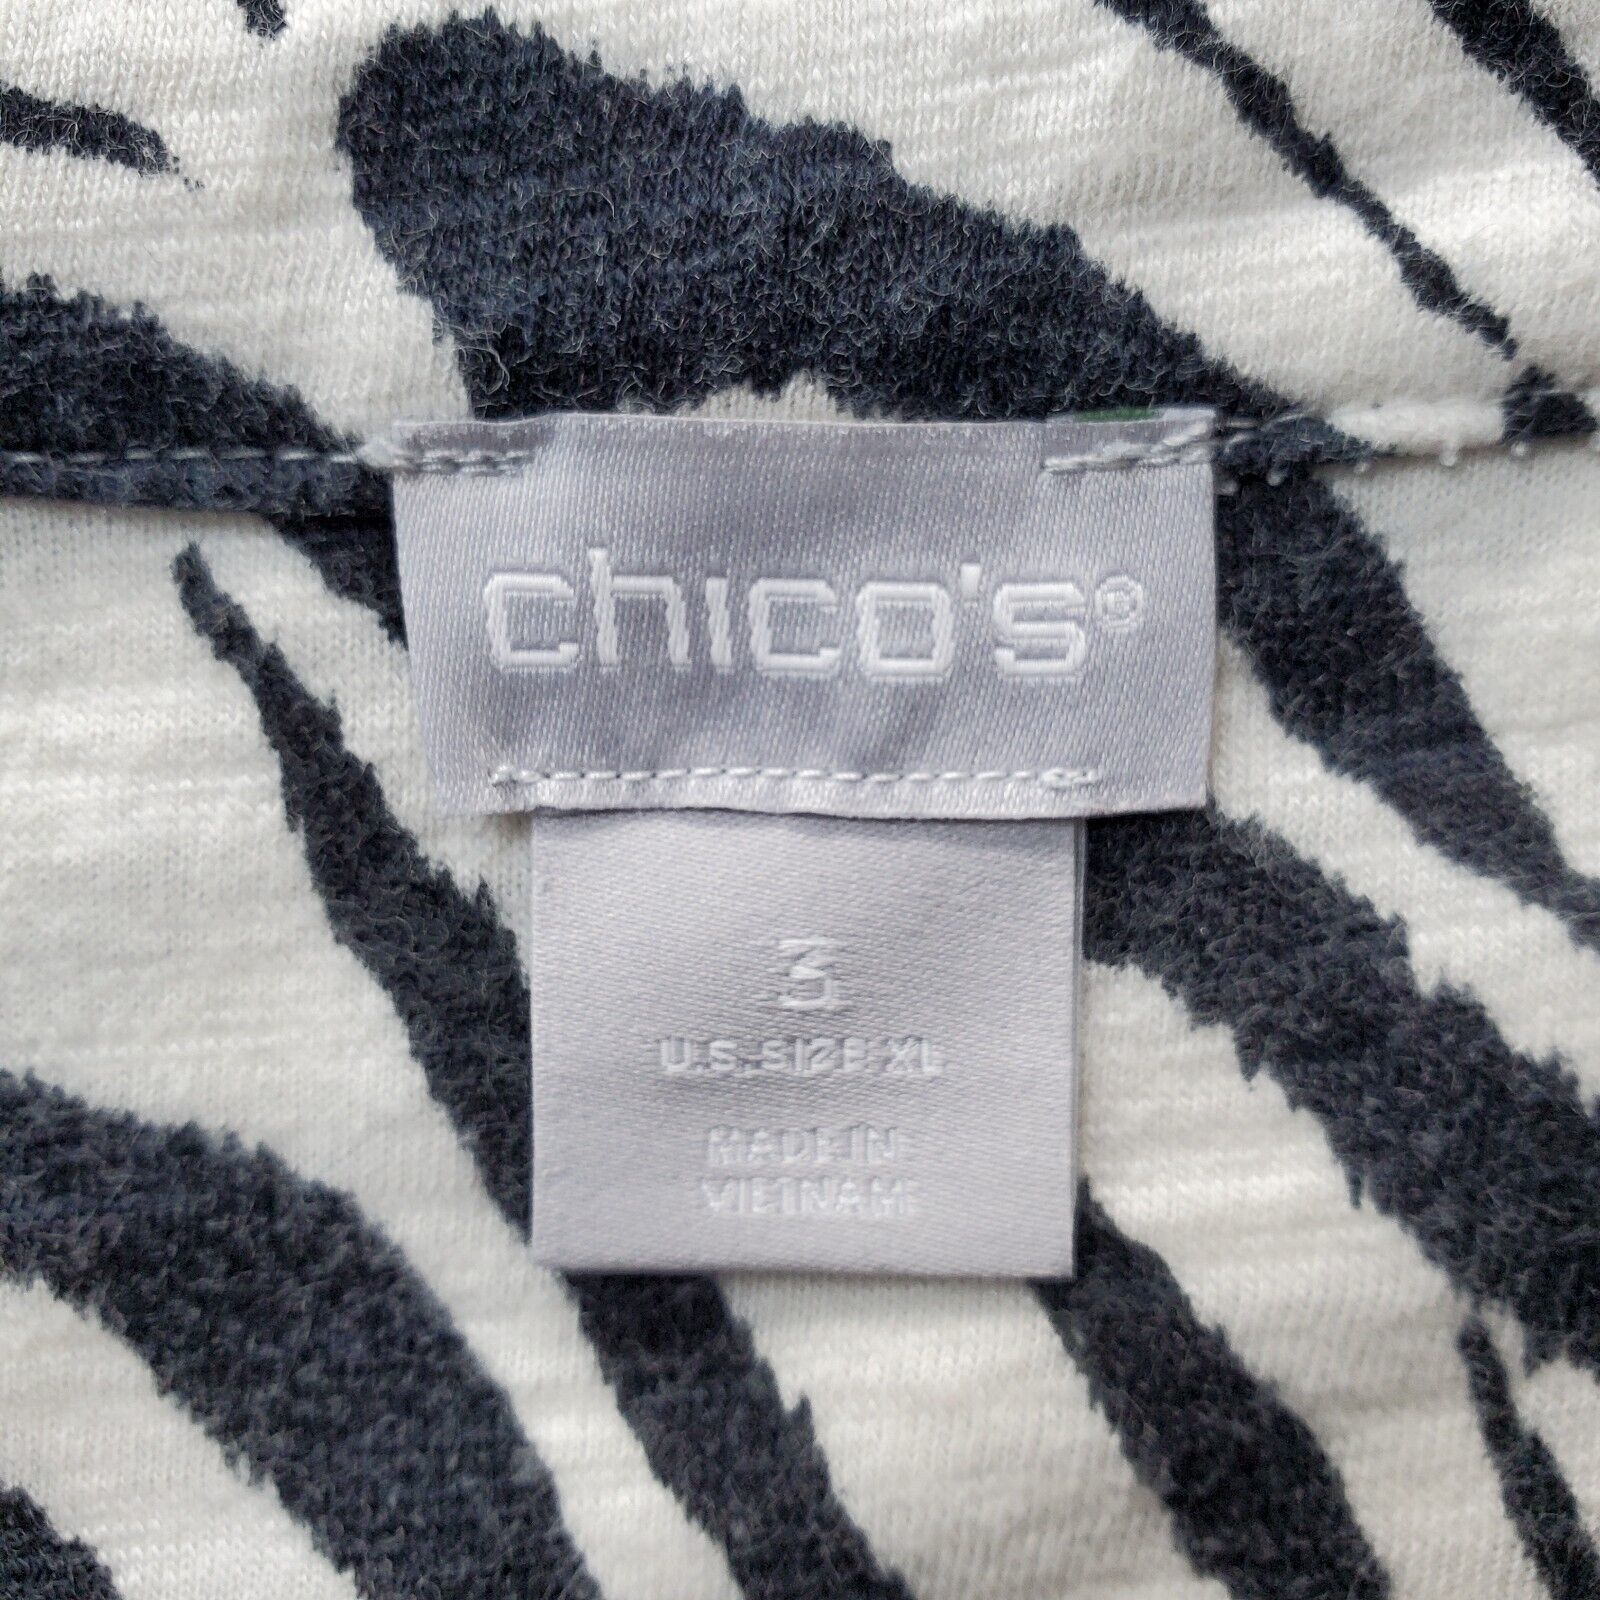 chico's®
3
U.S. SIZE XL
MADE IN
VIETNAM